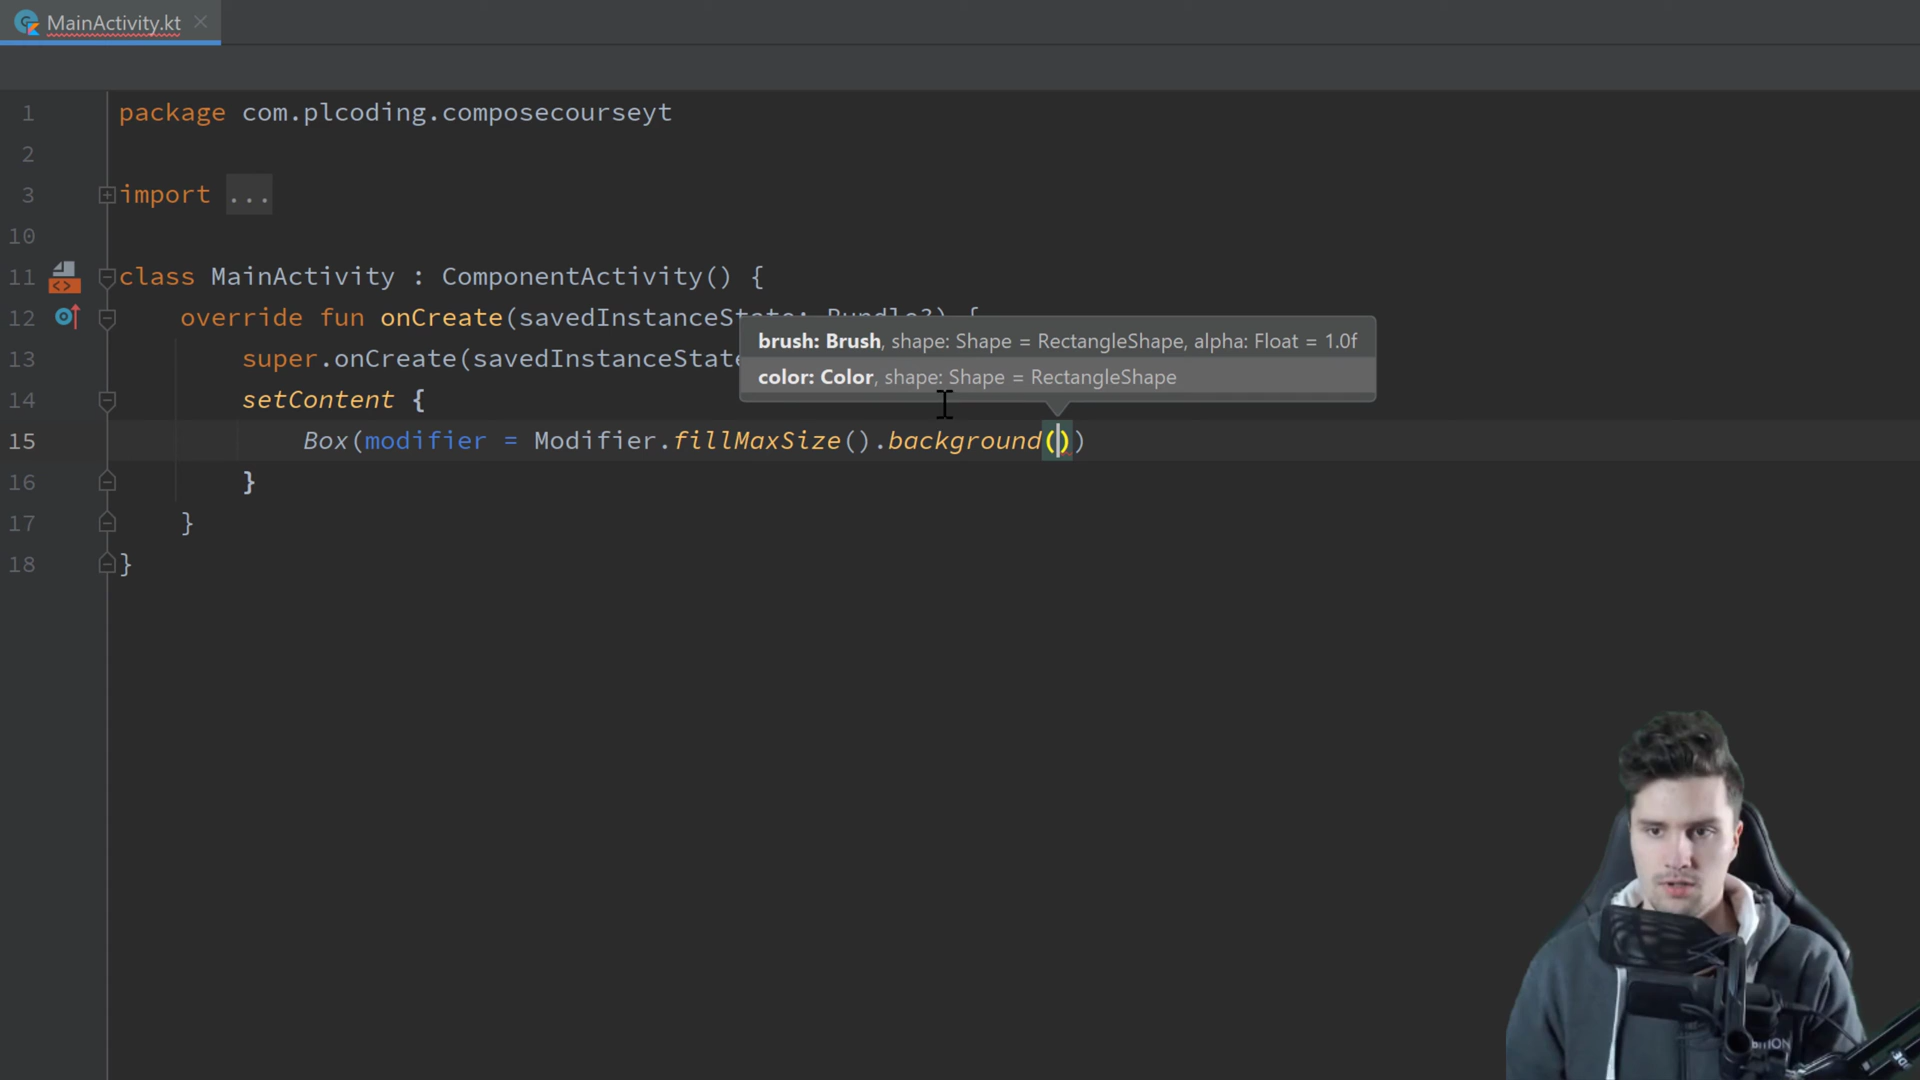 MainActivity.kt
1 package com.plcoding.composecourseyt
2
3 import ...
10
11 class MainActivity : ComponentActivity() {
12 override fun onCreate(savedInstanceState: Bundle?) {
brush: Brush, shape: Shape = RectangleShape, alpha: Float = 1.0f
13 super.onCreate(savedInstanceState
color: Color, shape: Shape = RectangleShape
14 setContent {
15 Box(modifier = Modifier.fillMaxSize().background())
16 }
17 }
18 }